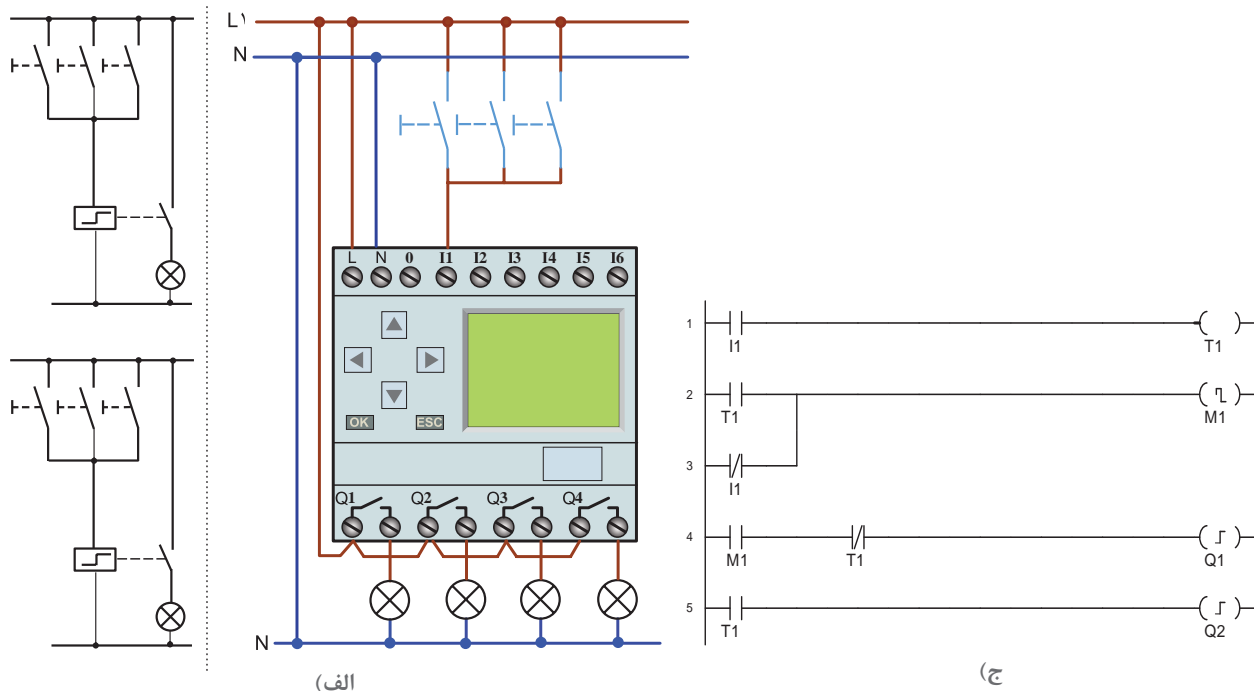 L۱
N
L N 0 I1 I2 I3 I4 I5 I6
OK ESC
Q1 Q2 Q3 Q4
N
الف)
1 I1 T1
2 T1 M1
3 I1
4 M1 T1 Q1
5 T1 Q2
ج)